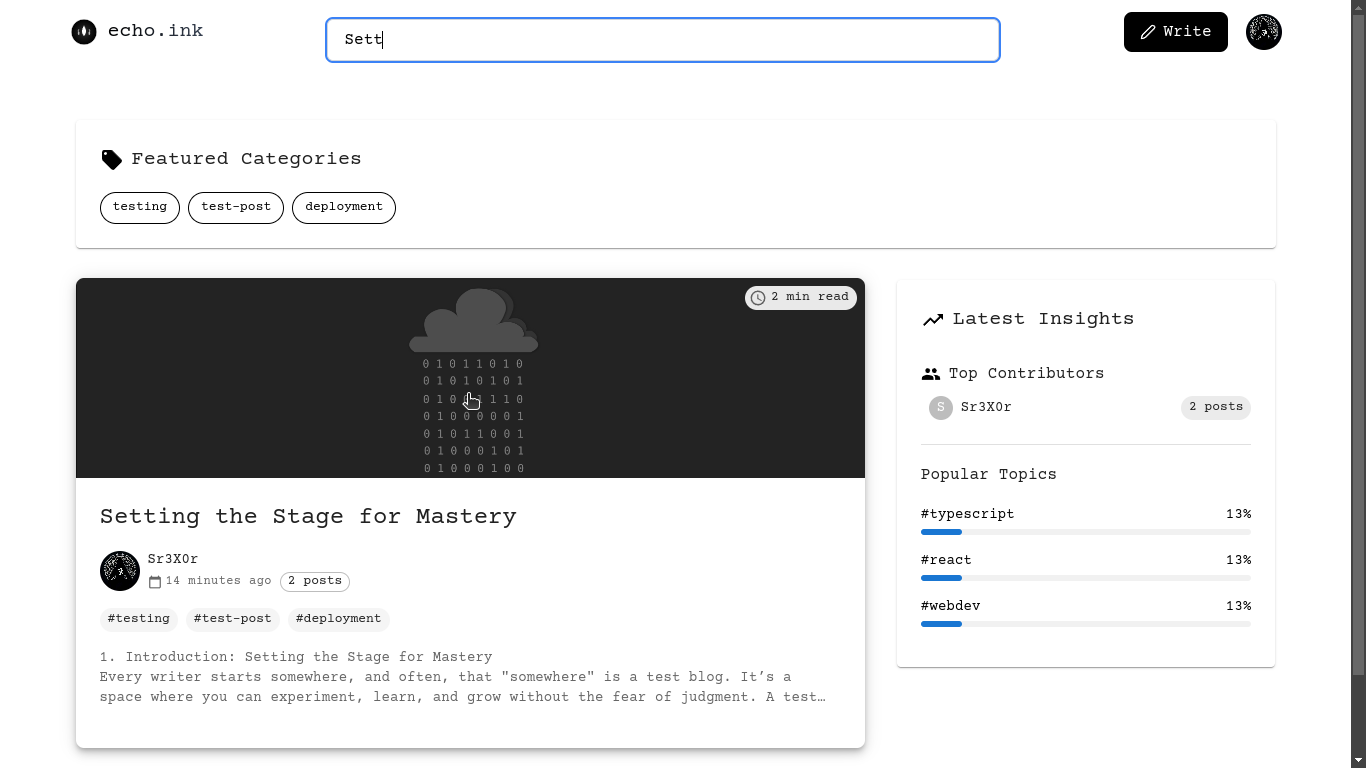 echo.ink
Sett
Write
Featured Categories
testing
test-post
deployment
2 min read
0 1 0 1 1 0 1 0
0 1 0 1 0 1 0 1
0 1 0 0 1 1 1 0
0 1 0 0 0 0 0 1
0 1 0 1 1 0 0 1
0 1 0 0 0 1 0 1
0 1 0 0 0 1 0 0
Setting the Stage for Mastery
Sr3X0r
14 minutes ago
2 posts
#testing
#test-post
#deployment
1. Introduction: Setting the Stage for Mastery
Every writer starts somewhere, and often, that "somewhere" is a test blog. It’s a
space where you can experiment, learn, and grow without the fear of judgment. A test…
Latest Insights
Top Contributors
S
Sr3X0r
2 posts
Popular Topics
#typescript
13%
#react
13%
#webdev
13%